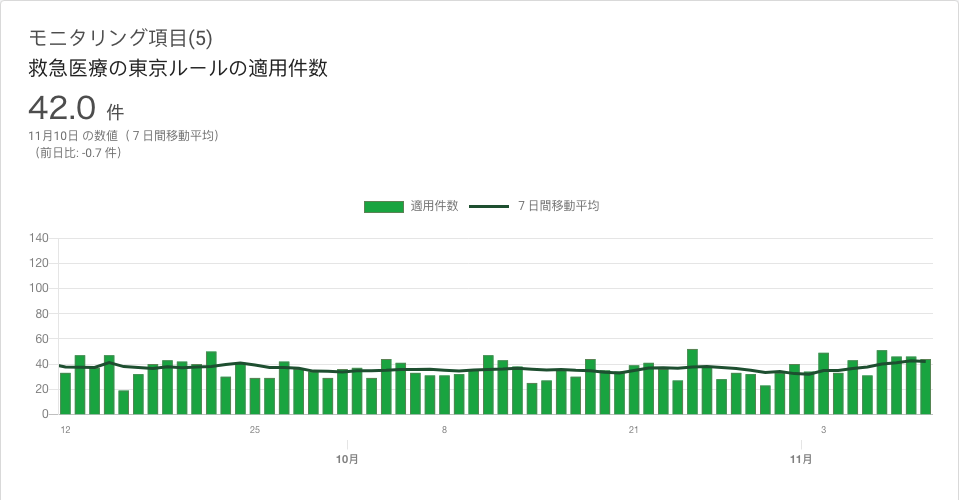 モニタリング項目(5)
救急医療の東京ルールの適用件数
42.0 件
11月10日 の数値（７日間移動平均）
（前日比: -0.7 件）
適用件数 ７日間移動平均
140
120
100
80
60
40
20
0
12 25 8 21 3
10月 11月